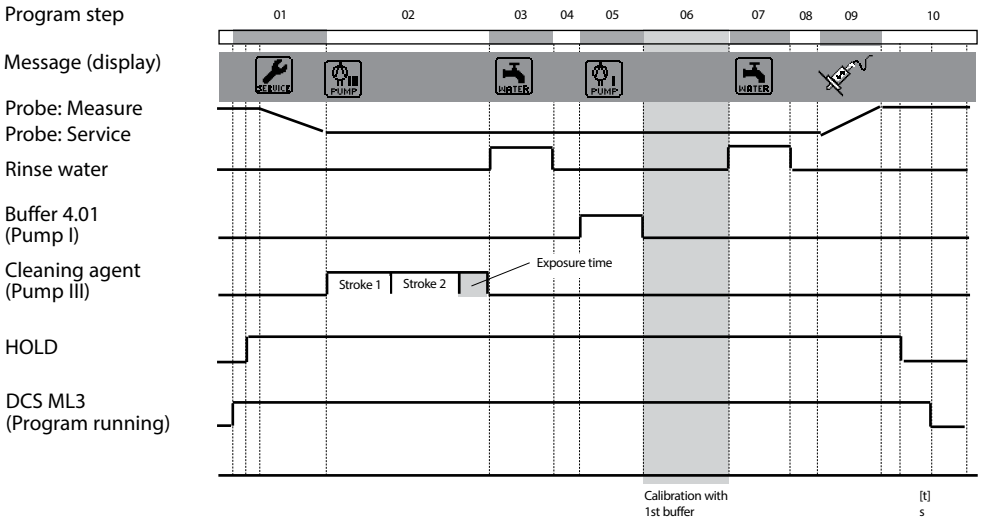 Program step 01 02 03 04 05 06 07 08 09 10
Message (display)
SERVICE PUMP WATER PUMP WATER
Probe: Measure
Probe: Service
Rinse water
Buffer 4.01
(Pump I)
Cleaning agent
(Pump III)
Exposure time
Stroke 1 Stroke 2
HOLD
DCS ML3
(Program running)
Calibration with
1st buffer
[t]
s